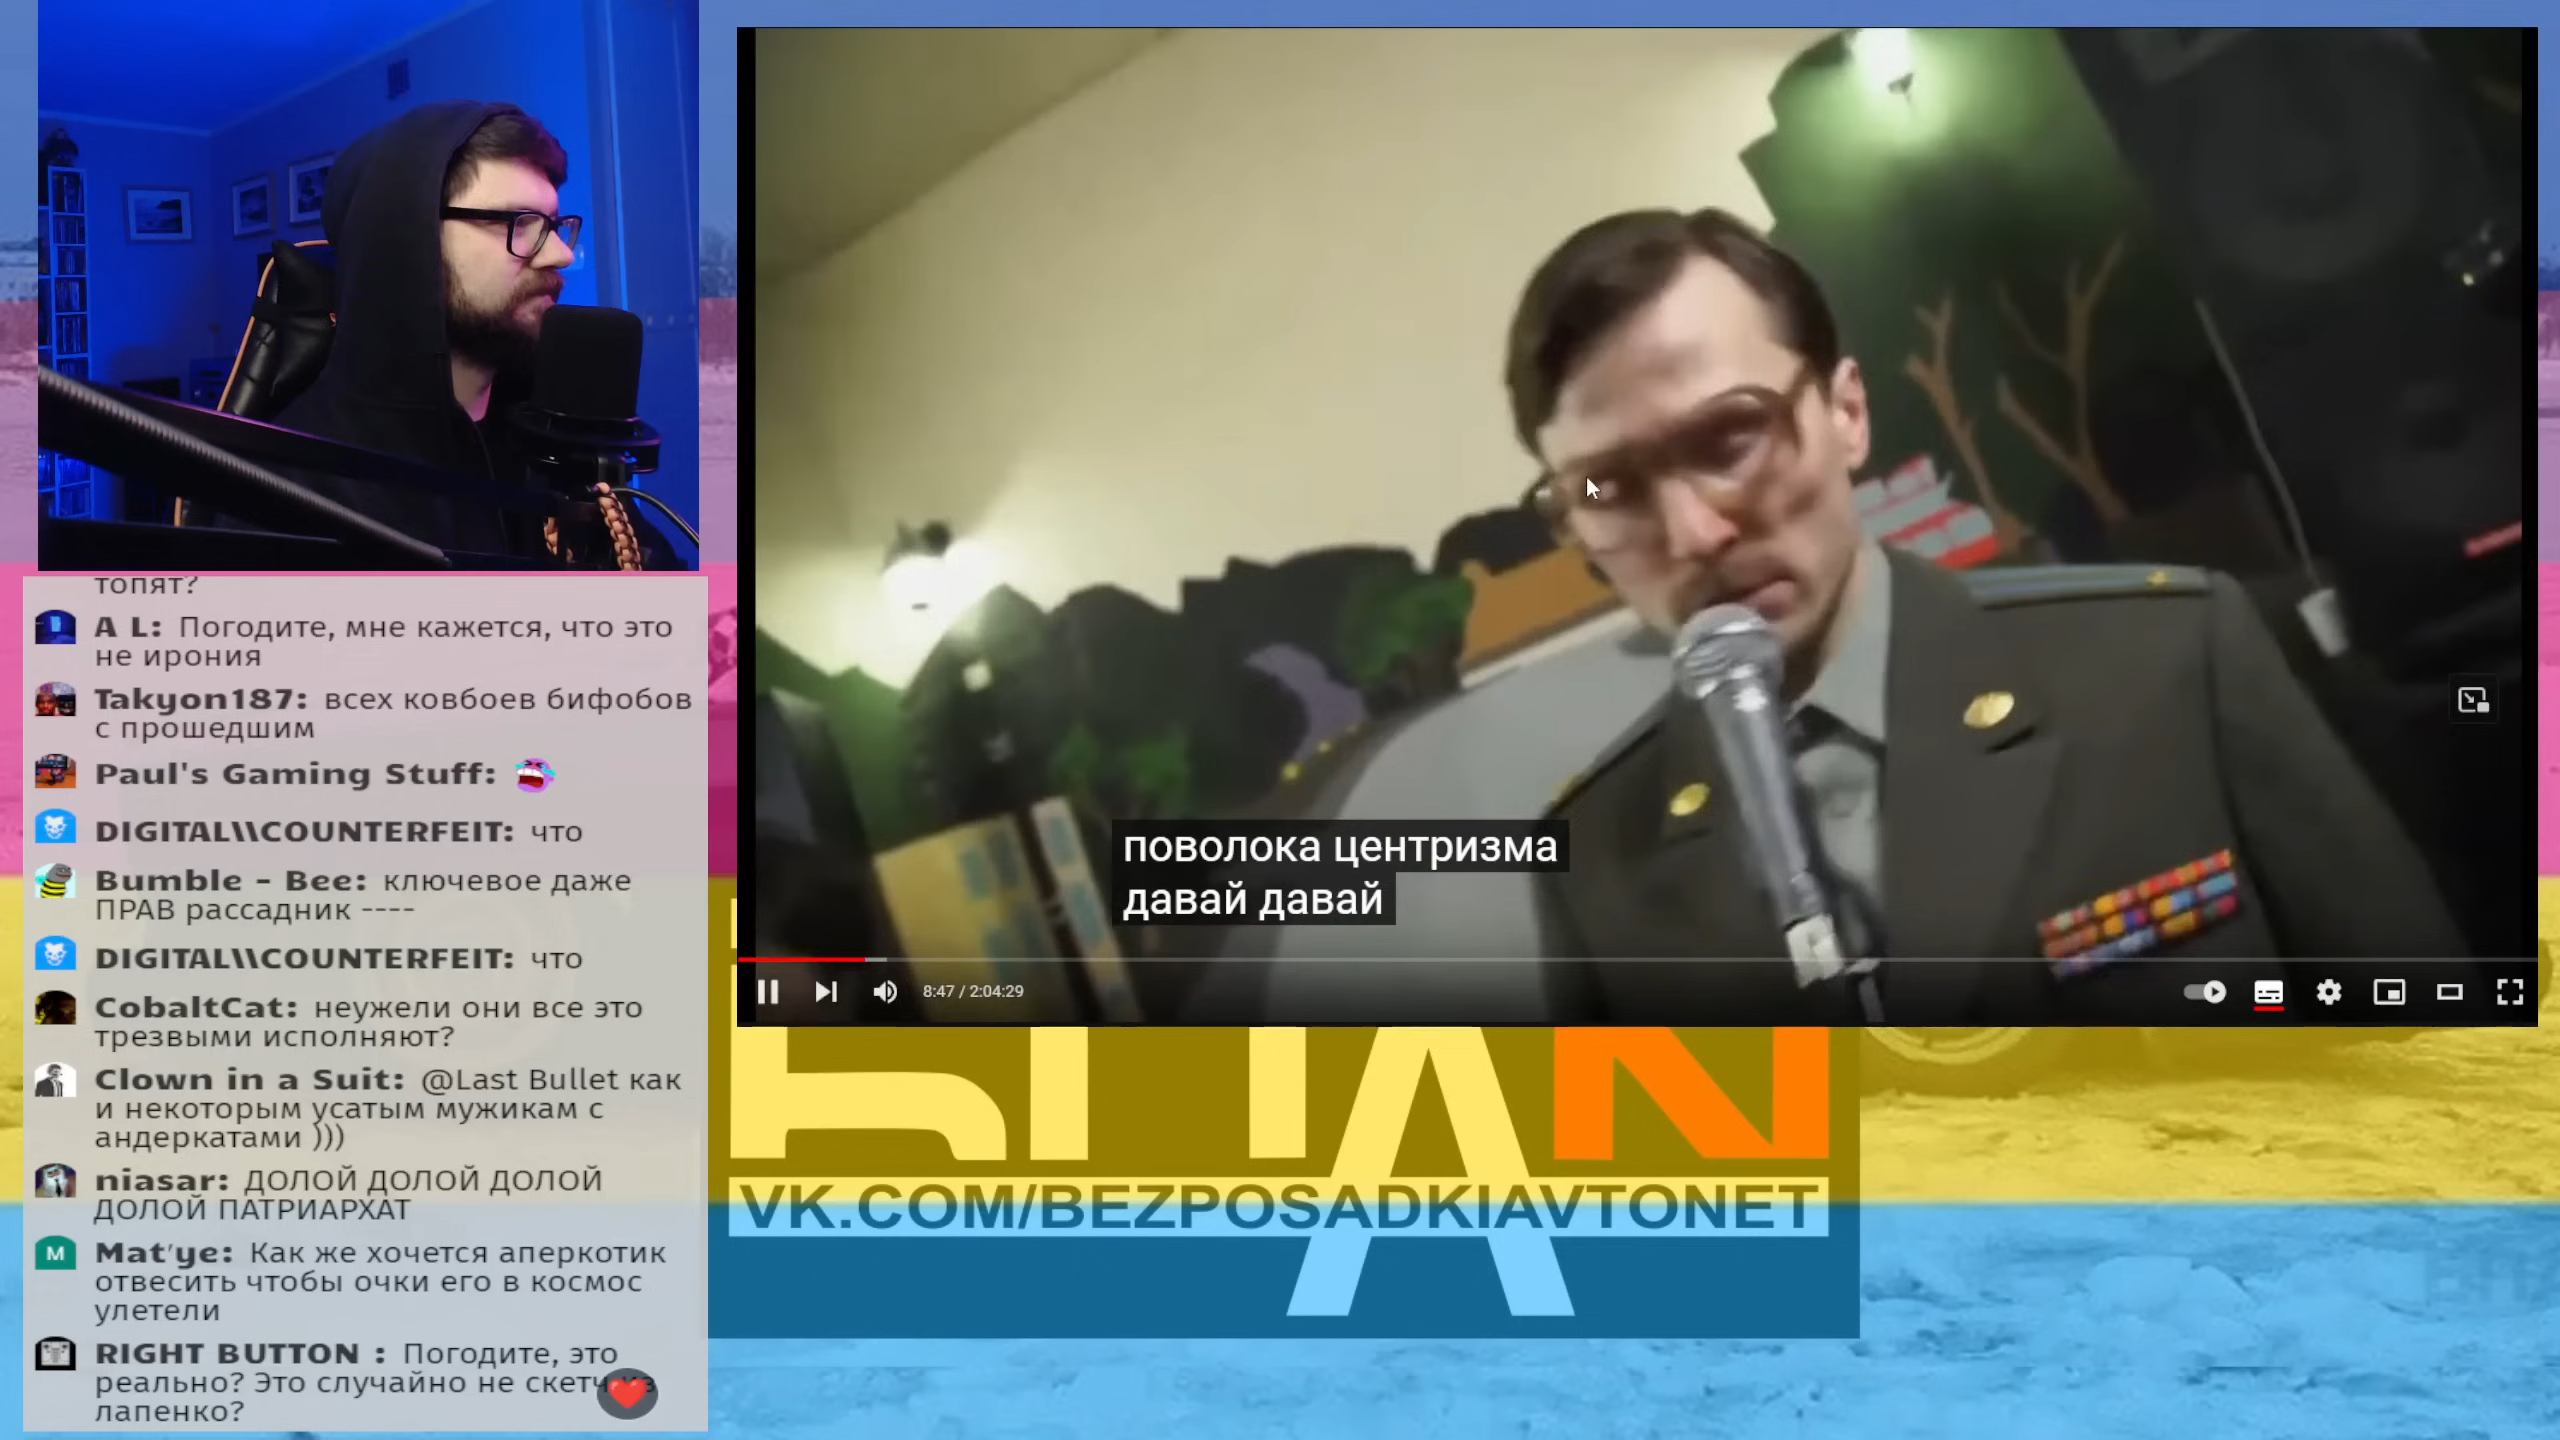 топят?
A L: Погодите, мне кажется, что это
не ирония
Takyon187: всех ковбоев бифобов
с прошедшим
Paul's Gaming Stuff:
DIGITAL\\COUNTERFEIT: что
Bumble - Bee: ключевое даже
ПРАВ рассадник ----
DIGITAL\\COUNTERFEIT: что
CobaltCat: неужели они все это
трезвыми исполняют?
Clown in a Suit: @Last Bullet как
и некоторым усатым мужикам с
андеркатами )))
niasar: ДОЛОЙ ДОЛОЙ ДОЛОЙ
ДОЛОЙ ПАТРИАРХАТ
M
Mat'ye: Как же хочется аперкотик
отвесить чтобы очки его в космос
улетели
RIGHT BUTTON : Погодите, это
реально? Это случайно не скетч из
лапенко?
поволока центризма
давай давай
8:47 / 2:04:29
VK.COM/BEZPOSADKIAVTONET